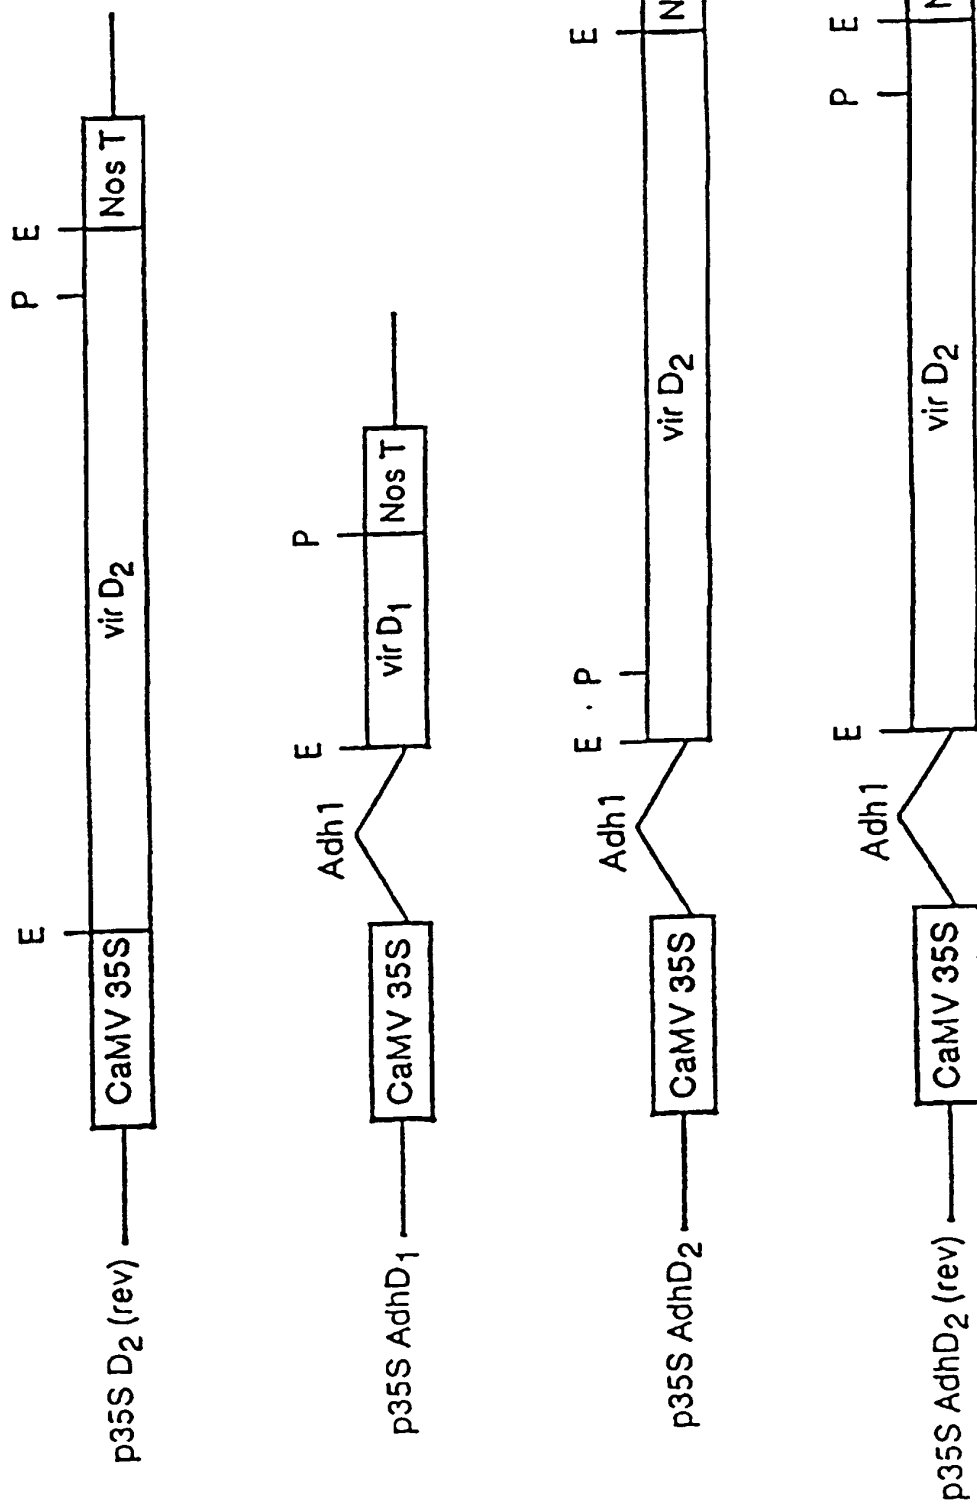 E P E
p35S D2 (rev) CaMV 35S vir D2 Nos T
Adh1 E P
p35S AdhD1 CaMV 35S vir D1 Nos T
Adh1 E P E
p35S AdhD2 CaMV 35S vir D2 N
Adh1 E P E
p35S AdhD2 (rev) CaMV 35S vir D2